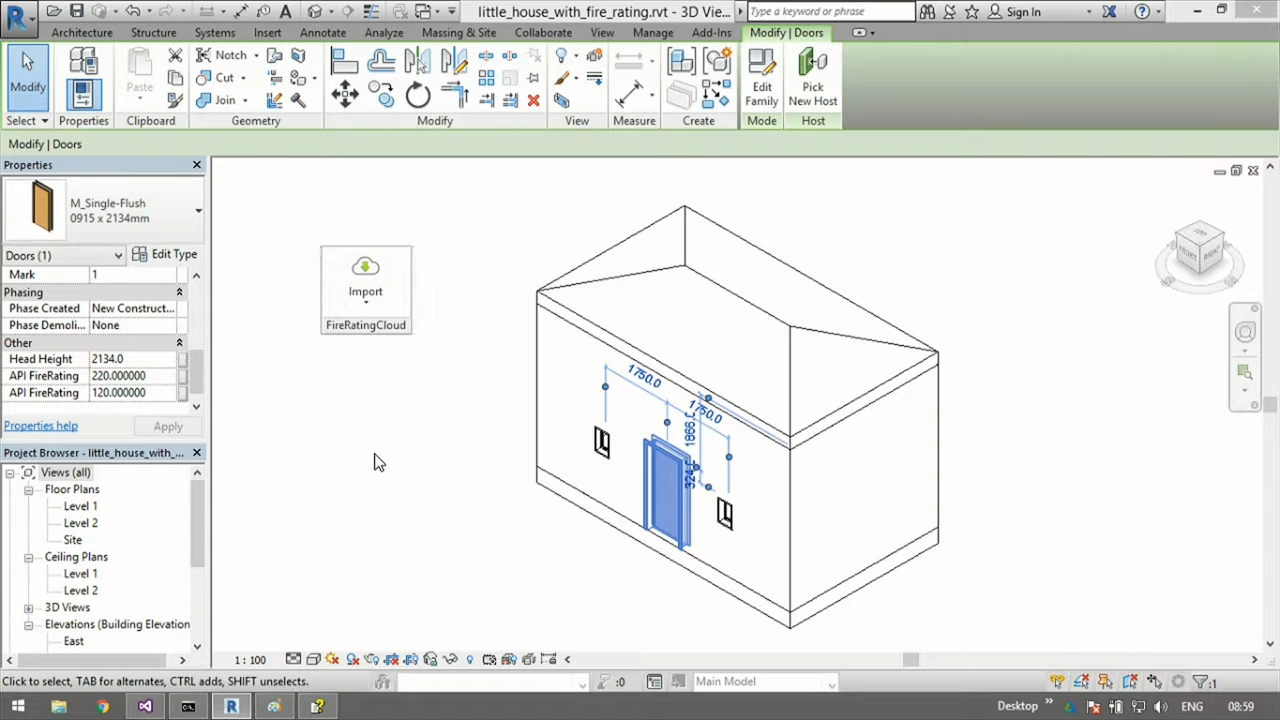 little_house_with_fire_rating.rvt - 3D Vie...
Type a keyword or phrase
Sign In
Architecture Structure Systems Insert Annotate Analyze Massing & Site Collaborate View Manage Add-Ins Modify | Doors
Modify
Select
Properties
Paste
Clipboard
Notch
Cut
Join
Geometry
Modify
View
Measure
Create
Edit
Family
Mode
Pick
New Host
Host
Modify | Doors
Properties
M_Single-Flush
0915 x 2134mm
Doors (1)
Edit Type
Mark 1
Phasing
Phase Created New Construct...
Phase Demoli... None
Other
Head Height 2134.0
API FireRating 220.000000
API FireRating 120.000000
Properties help
Apply
Project Browser - little_house_with_...
Views (all)
Floor Plans
Level 1
Level 2
Site
Ceiling Plans
Level 1
Level 2
3D Views
Elevations (Building Elevation
East
Import
FireRatingCloud
1750.0
1750.0
FRONT
RIGHT
1 : 100
Click to select, TAB for alternates, CTRL adds, SHIFT unselects.
:0
Main Model
:1
Desktop
ENG
08:59